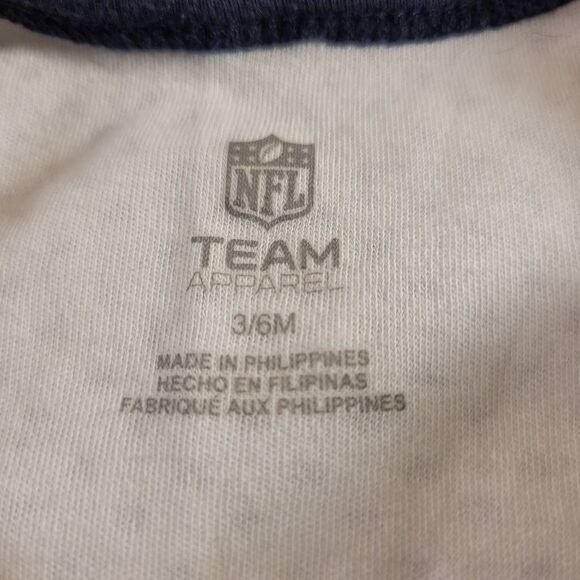 NFL
TEAM
APPAREL
3/6M
MADE IN PHILIPPINES
HECHO EN FILIPINAS
FABRIQUÉ AUX PHILIPPINES